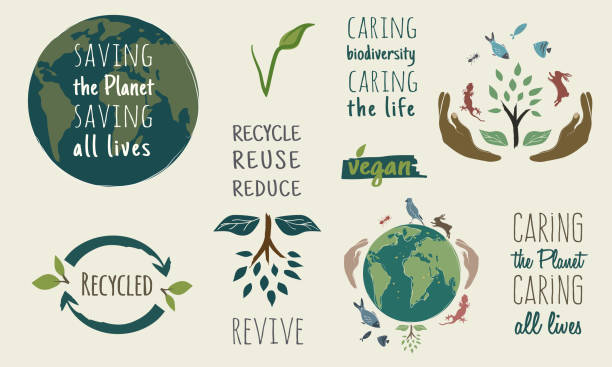 SAVING
the Planet
SAVING
all lives
CARING
biodiversity
CARING
the life
RECYCLE
REUSE
REDUCE
vegan
RECYCLED
REVIVE
CARING
the Planet
CARING
all lives